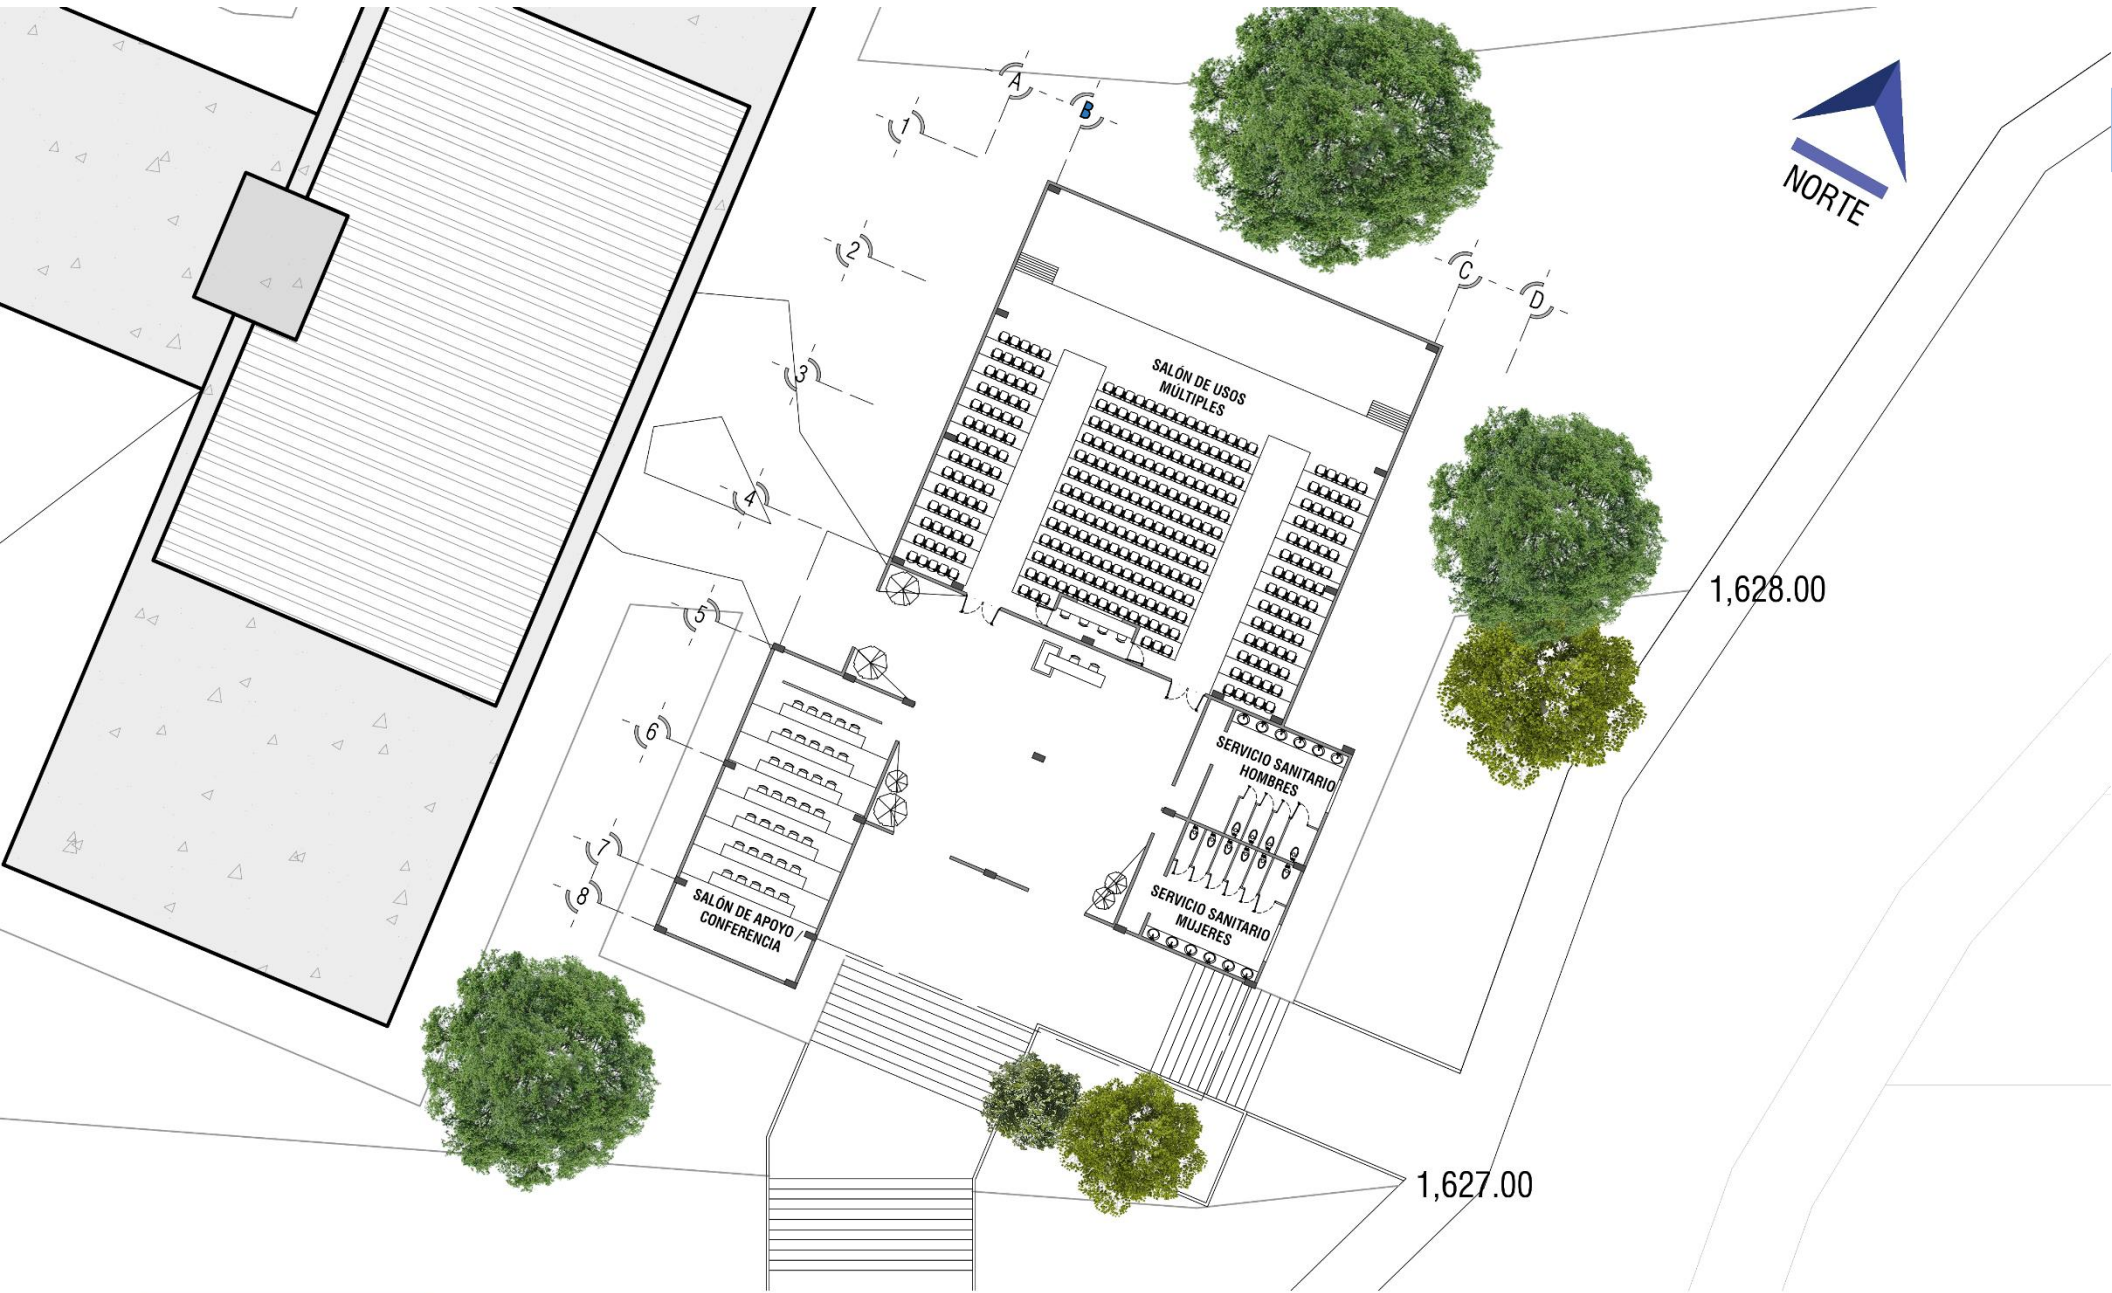 A
B
1
NORTE
2
C
D
SALÓN DE USOS
MÚLTIPLES
3
4
1,628.00
5
6
SERVICIO SANITARIO
HOMBRES
7
8
SALÓN DE APOYO
CONFERENCIA
SERVICIO SANITARIO
MUJERES
1,627.00